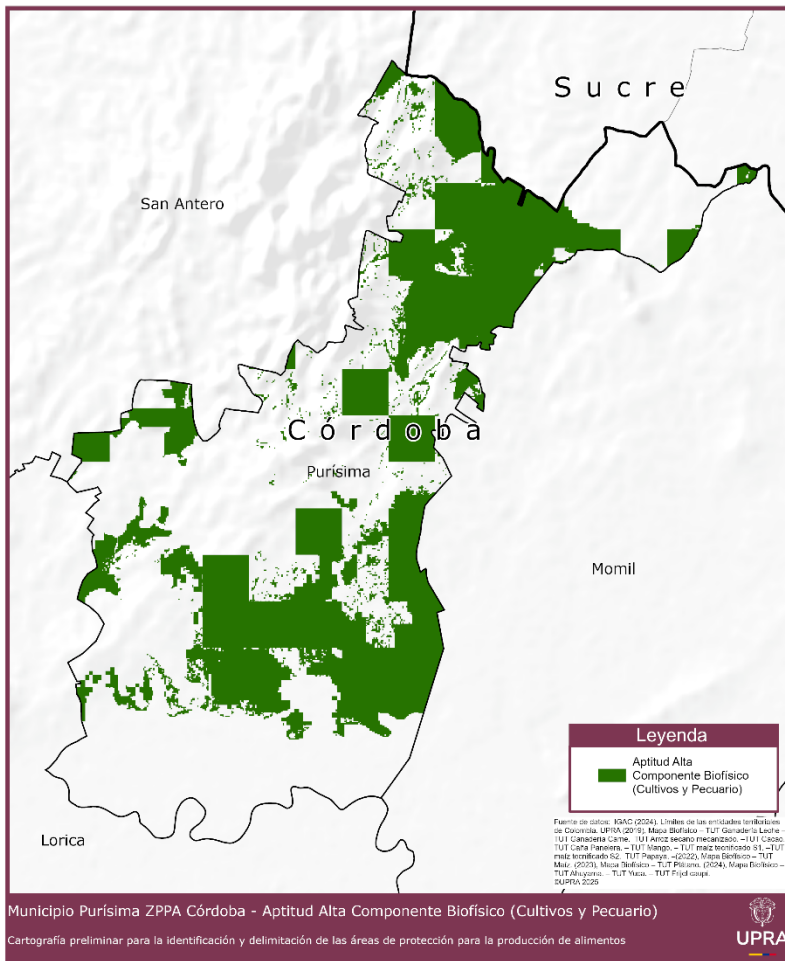 Sucre
San Antero
Córdoba
Purísima
Momil
Lorica
Leyenda
Aptitud Alta
Componente Biofísico
(Cultivos y Pecuario)
Fuente de datos: IGAC (2024). Límites de las entidades territoriales
de Colombia. UPRA (2019). Mapa Biofísico – TUT Ganadería Leche –
TUT Ganadería Carne. TUT Arroz secano mecanizado. –TUT Cacao.
TUT Caña Panelera. – TUT Mango. – TUT maíz tecnificado S1. –TUT
maíz tecnificado S2. TUT Papaya. –(2022), Mapa Biofísico – TUT
Maíz. (2023), Mapa Biofísico – TUT Plátano. (2024), Mapa Biofísico –
TUT Ahuyama. – TUT Yuca. – TUT Frijol caupí.
©UPRA 2025
Municipio Purísima ZPPA Córdoba - Aptitud Alta Componente Biofísico (Cultivos y Pecuario)
Cartografía preliminar para la identificación y delimitación de las áreas de protección para la producción de alimentos
UPRA